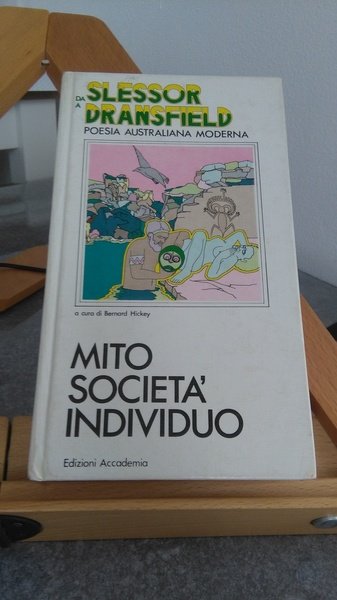 DA SLESSOR
A DRANSFIELD
POESIA AUSTRALIANA MODERNA
a cura di Bernard Hickey
MITO
SOCIETA'
INDIVIDUO
Edizioni Accademia